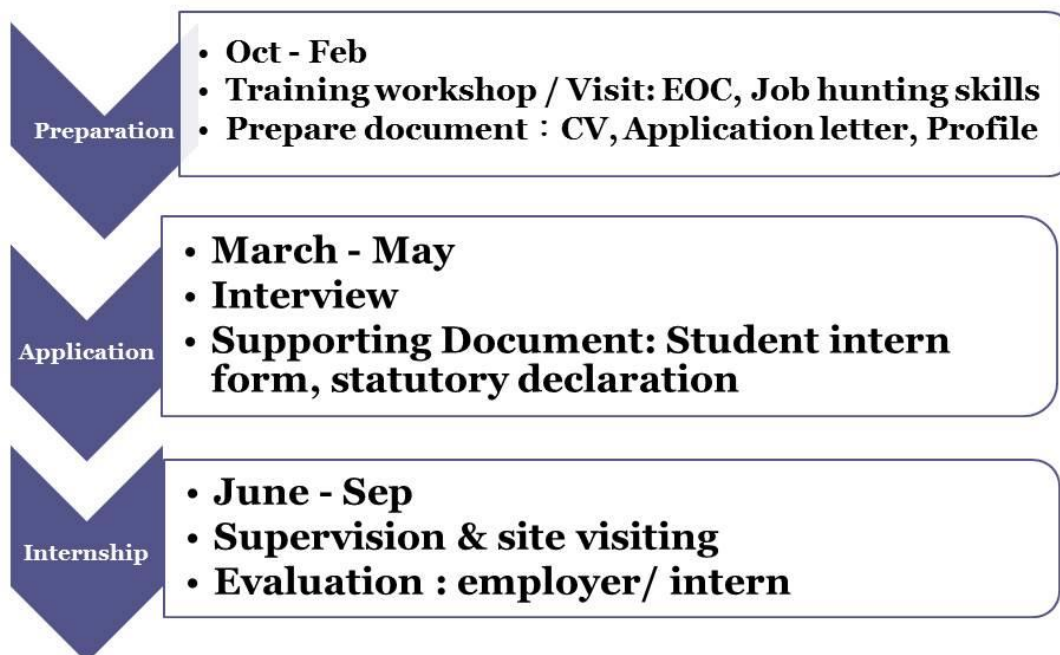 Preparation
• Oct - Feb
• Training workshop / Visit: EOC, Job hunting skills
• Prepare document：CV, Application letter, Profile
Application
• March - May
• Interview
• Supporting Document: Student intern
form, statutory declaration
Internship
• June - Sep
• Supervision & site visiting
• Evaluation : employer/ intern